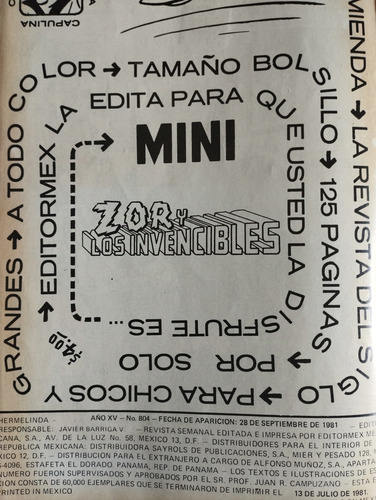 CAPULINA
MIENDA → LA REVISTA DEL SIGLO
→ PARA CHICOS Y
GRANDES → A TODO COLOR → TAMAÑO BOLSILLO → 125 PAGINAS
→ POR SOLO
$4.00
EDITORMEX LA EDITA PARA QUE USTED LA DISFRUTE ES ...
MINI
ZOR Y
LOS INVENCIBLES
HERMELINDA - AÑO XV — No. 804 — FECHA DE APARICION: 28 DE SEPTIEMBRE DE 1981 - EDITO
RESPONSABLE: JAVIER BARRIGA V — REVISTA SEMANAL EDITADA E IMPRESA POR EDITORMEX ME
CANA, S.A., AV. DE LA LUZ No. 58, MEXICO 13, D.F. — DISTRIBUIDORES PARA EL INTERIOR DE
REPUBLICA MEXICANA: DISTRIBUIDORA SAYROLS DE PUBLICACIONES, S.A., MIER Y PESADO 128, M
XICO 12, D.F. — DISTRIBUCION PARA EL EXTRANJERO A CARGO DE ALFONSO MUÑOZ, S.A., APARTA
-4096, ESTAFETA EL DORADO. PANAMA, REP. DE PANAMA — LOS TEXTOS E ILUSTRACIONES DE ES
NUMERO FUERON SUPERVISADOS Y APROBADOS POR EL SR. PROF. JUAN R. CAMPUZANO — ESTA E
CION CONSTA DE 60,000 EJEMPLARES QUE SE TERMINARON DE IMPRIMIR EL
PRINTED IN MEXICO 13 DE JULIO DE 1981